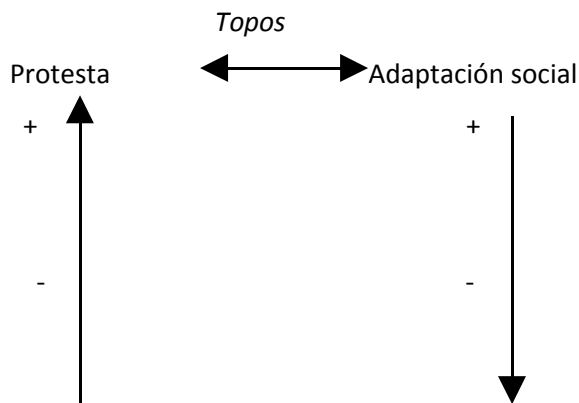 Topos
Protesta Adaptación social
+ +
- -